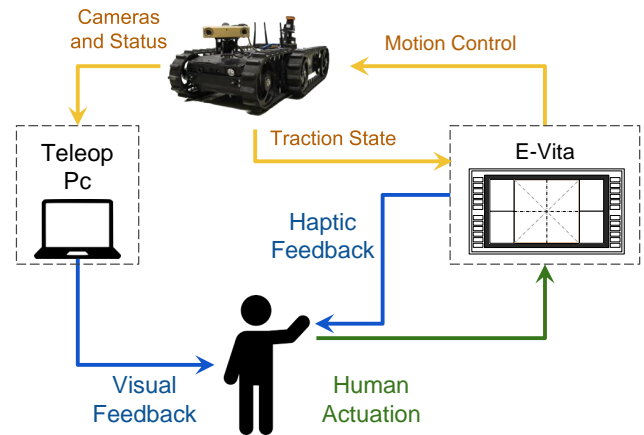 Cameras
and Status
Motion Control
Traction State
Teleop
Pc
E-Vita
Haptic
Feedback
Visual
Feedback
Human
Actuation